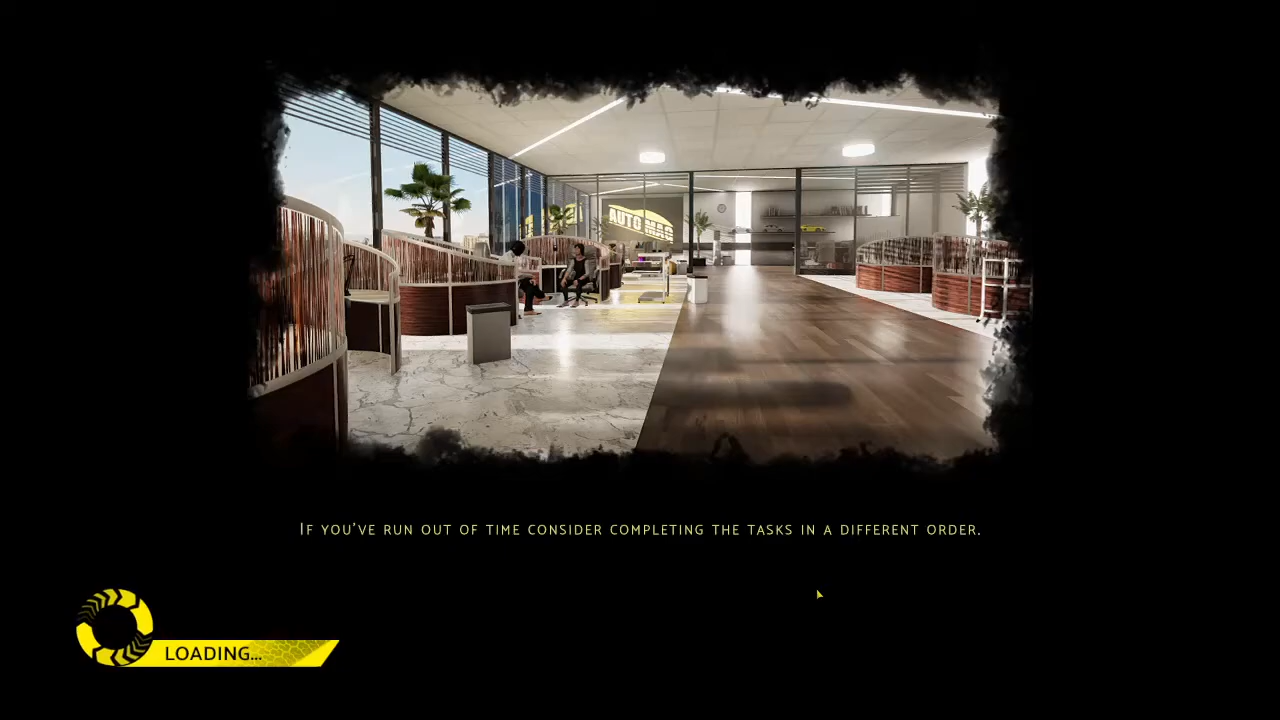 AUTO MAG
If you've run out of time consider completing the tasks in a different order.
LOADING...